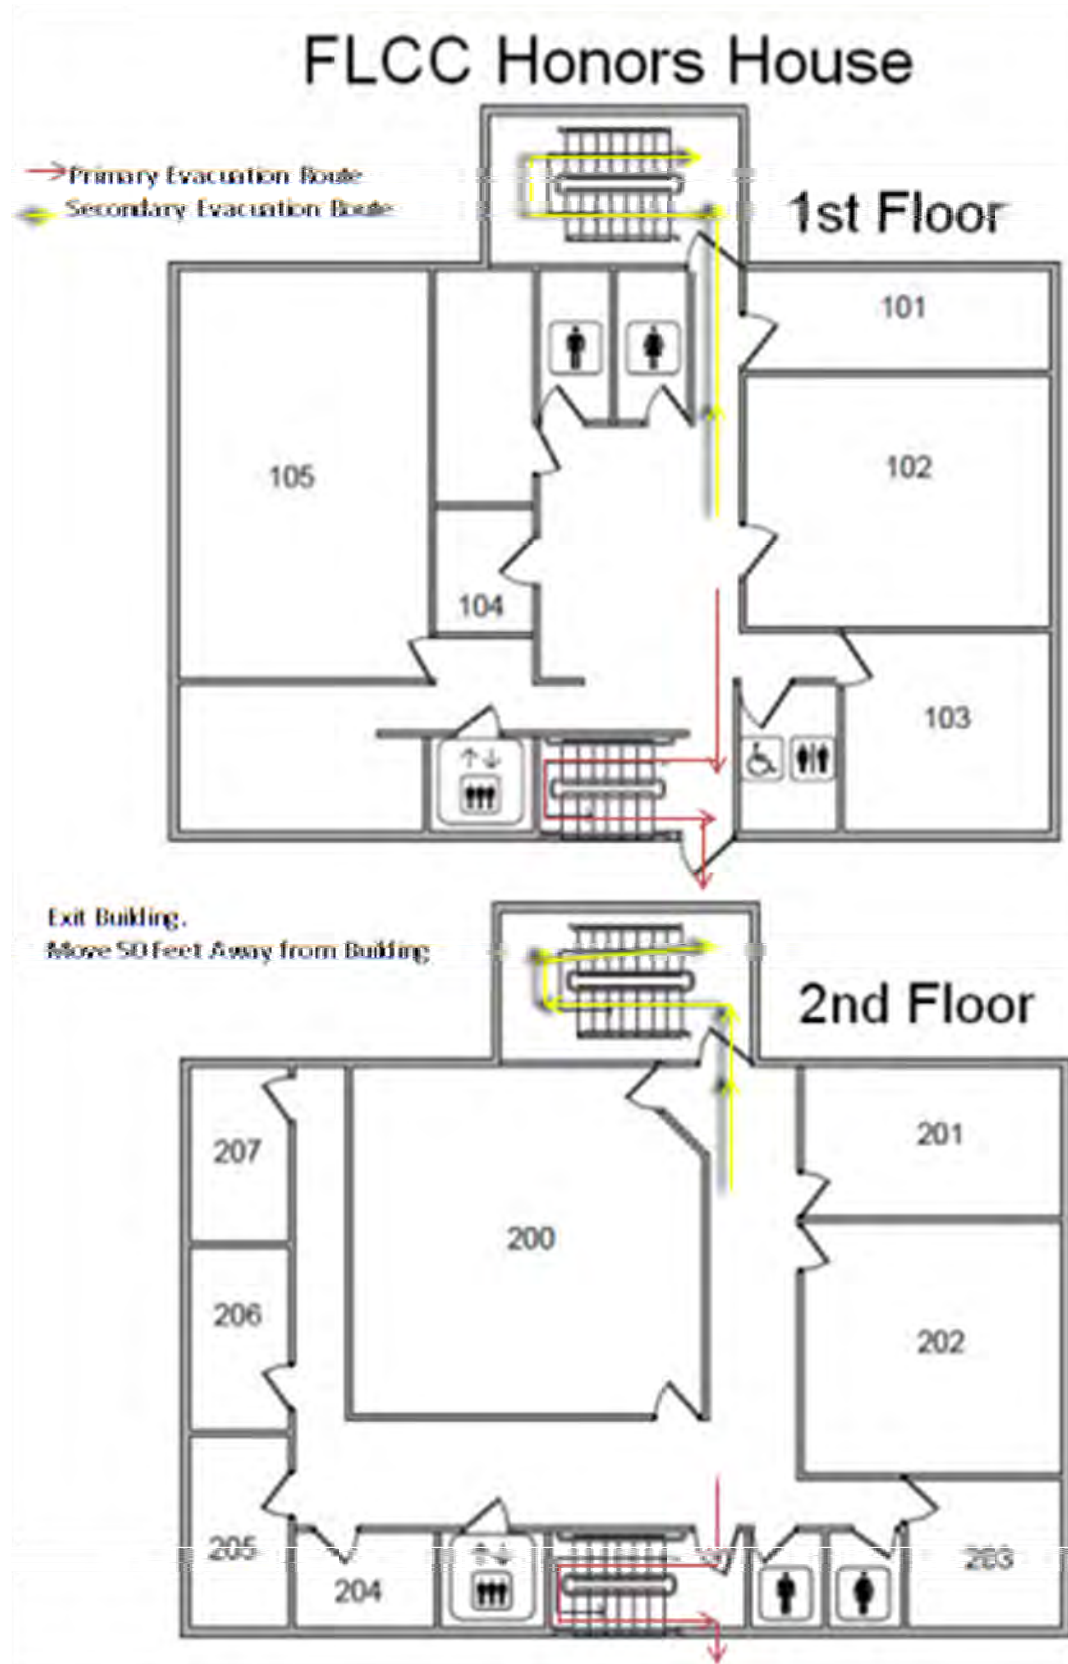 FLCC Honors House
Primary Evacuation Route
Secondary Evacuation Route
1st Floor
101
105
102
104
103
Exit Building.
Move 50 Feet Away from Building
2nd Floor
207
201
200
206
202
205
204
203